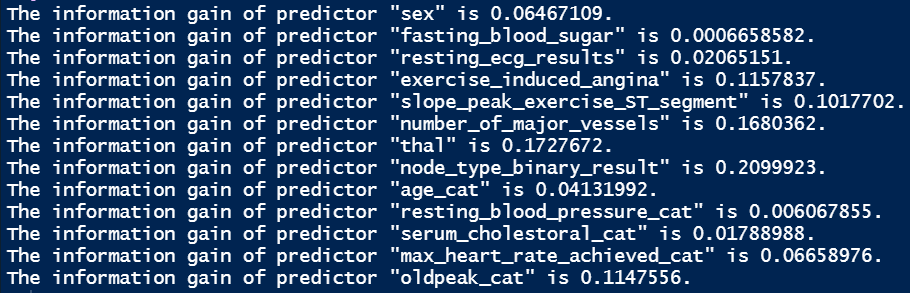 The information gain of predictor "sex" is 0.06467109.
The information gain of predictor "fasting_blood_sugar" is 0.0006658582.
The information gain of predictor "resting_ecg_results" is 0.02065151.
The information gain of predictor "exercise_induced_angina" is 0.1157837.
The information gain of predictor "slope_peak_exercise_ST_segment" is 0.1017702.
The information gain of predictor "number_of_major_vessels" is 0.1680362.
The information gain of predictor "thal" is 0.1727672.
The information gain of predictor "node_type_binary_result" is 0.2099923.
The information gain of predictor "age_cat" is 0.04131992.
The information gain of predictor "resting_blood_pressure_cat" is 0.006067855.
The information gain of predictor "serum_cholestoral_cat" is 0.01788988.
The information gain of predictor "max_heart_rate_achieved_cat" is 0.06658976.
The information gain of predictor "oldpeak_cat" is 0.1147556.